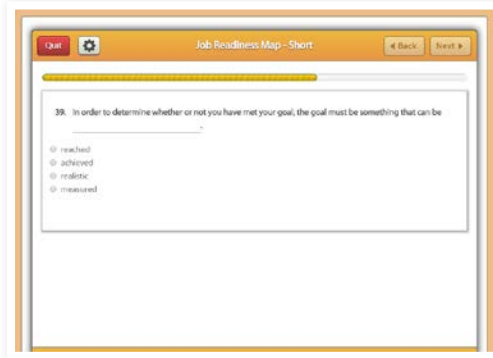 Quit
Job Readiness Map - Short
Back
Next
39. In order to determine whether or not you have met your goal, the goal must be something that can be
____________________.
reached
achieved
realistic
measured